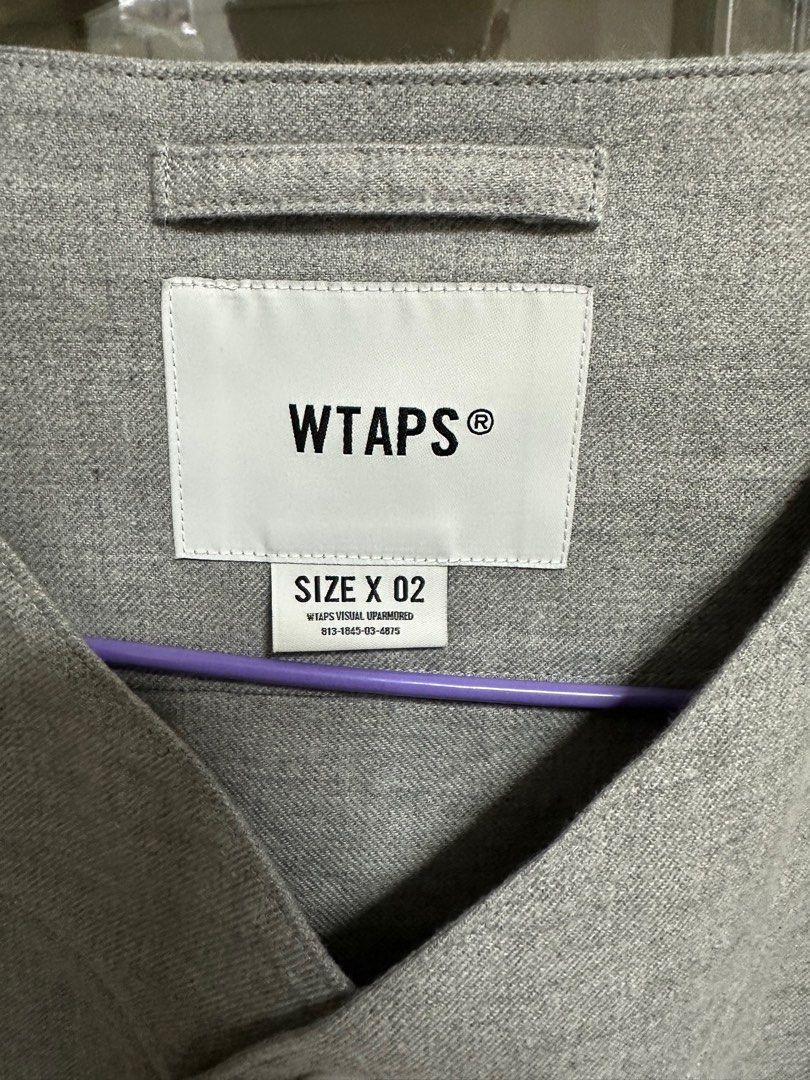 WTAPS®
SIZE X 02
WTAPS VISUAL UPARMORED
813-1845-03-4875